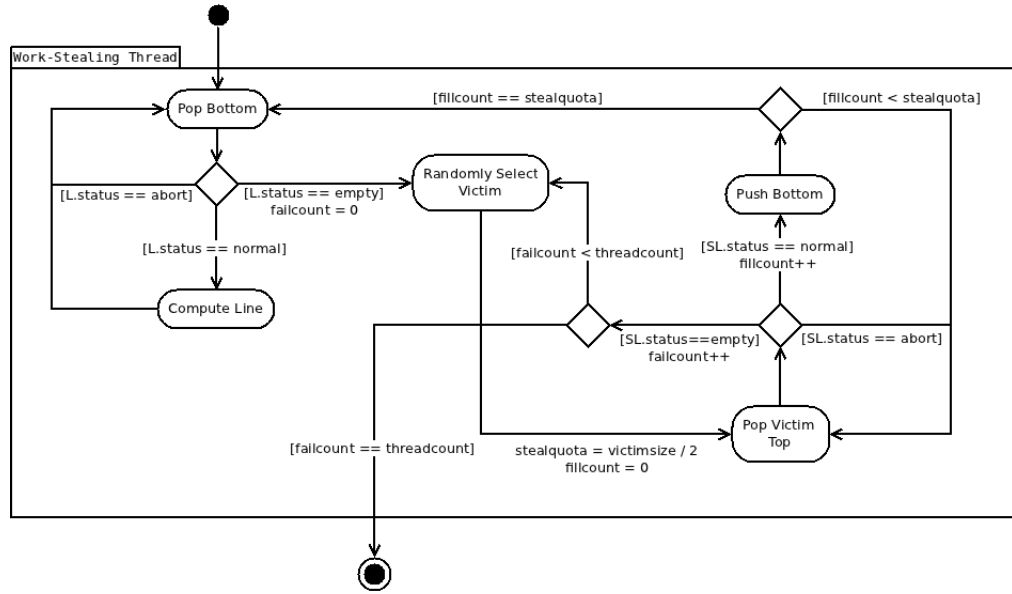 Work-Stealing Thread
Pop Bottom
[fillcount == stealquota]
[fillcount < stealquota]
[L.status == abort]
[L.status == empty]
failcount = 0
Randomly Select
Victim
Push Bottom
[L.status == normal]
[failcount < threadcount]
[SL.status == normal]
fillcount++
Compute Line
[SL.status==empty]
failcount++
[SL.status == abort]
[failcount == threadcount]
stealquota = victimsize / 2
fillcount = 0
Pop Victim
Top